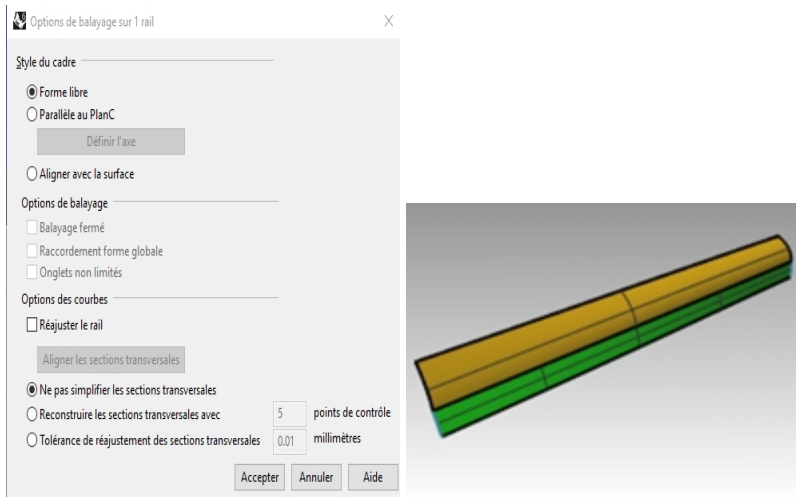 Options de balayage sur 1 rail
Style du cadre
Forme libre
Parallèle au PlanC
Définir l'axe
Aligner avec la surface
Options de balayage
Balayage fermé
Raccordement forme globale
Onglets non limités
Options des courbes
Réajuster le rail
Aligner les sections transversales
Ne pas simplifier les sections transversales
Reconstruire les sections transversales avec 5 points de contrôle
Tolérance de réajustement des sections transversales 0.01 millimètres
Accepter Annuler Aide